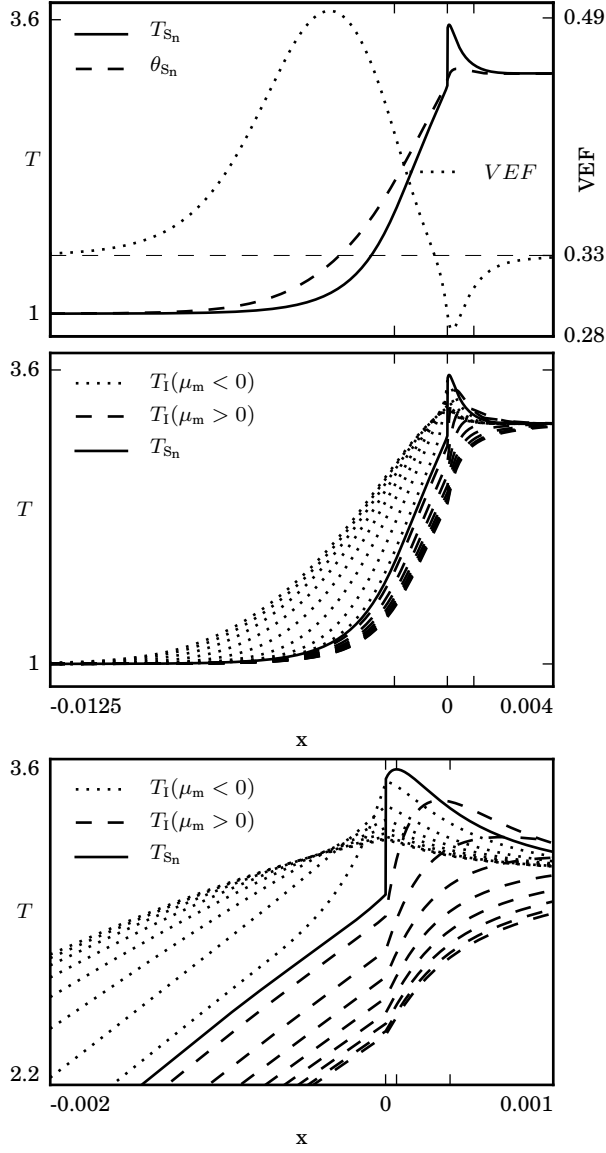 3.6
T_{S_n}
θ_{S_n}
0.49
T
VEF
VEF
0.33
1
0.28
3.6
T_I(μ_m < 0)
T_I(μ_m > 0)
T_{S_n}
T
1
-0.0125
0
0.004
x
3.6
T_I(μ_m < 0)
T_I(μ_m > 0)
T_{S_n}
T
2.2
-0.002
0
0.001
x